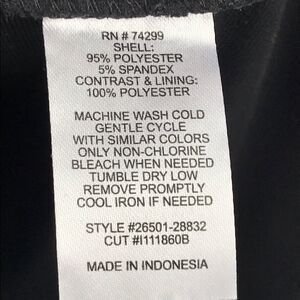 RN # 74299
SHELL:
95% POLYESTER
5% SPANDEX
CONTRAST & LINING:
100% POLYESTER
MACHINE WASH COLD
GENTLE CYCLE
WITH SIMILAR COLORS
ONLY NON-CHLORINE
BLEACH WHEN NEEDED
TUMBLE DRY LOW
REMOVE PROMPTLY
COOL IRON IF NEEDED
STYLE #26501-28832
CUT #I111860B
MADE IN INDONESIA